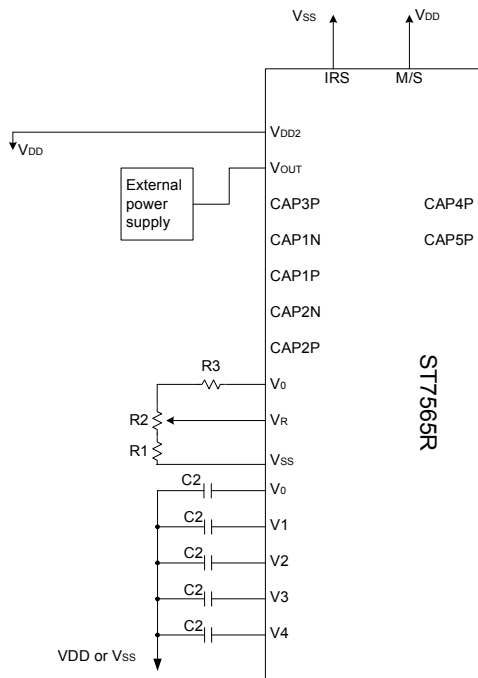 VSS
VDD
IRS M/S
VDD
VDD2
External
power
supply
VOUT
CAP3P CAP4P
CAP1N CAP5P
CAP1P
CAP2N
CAP2P
R3
V0
R2
VR
R1
VSS
ST7565R
C2
V0
C2
V1
C2
V2
C2
V3
C2
V4
VDD or VSS